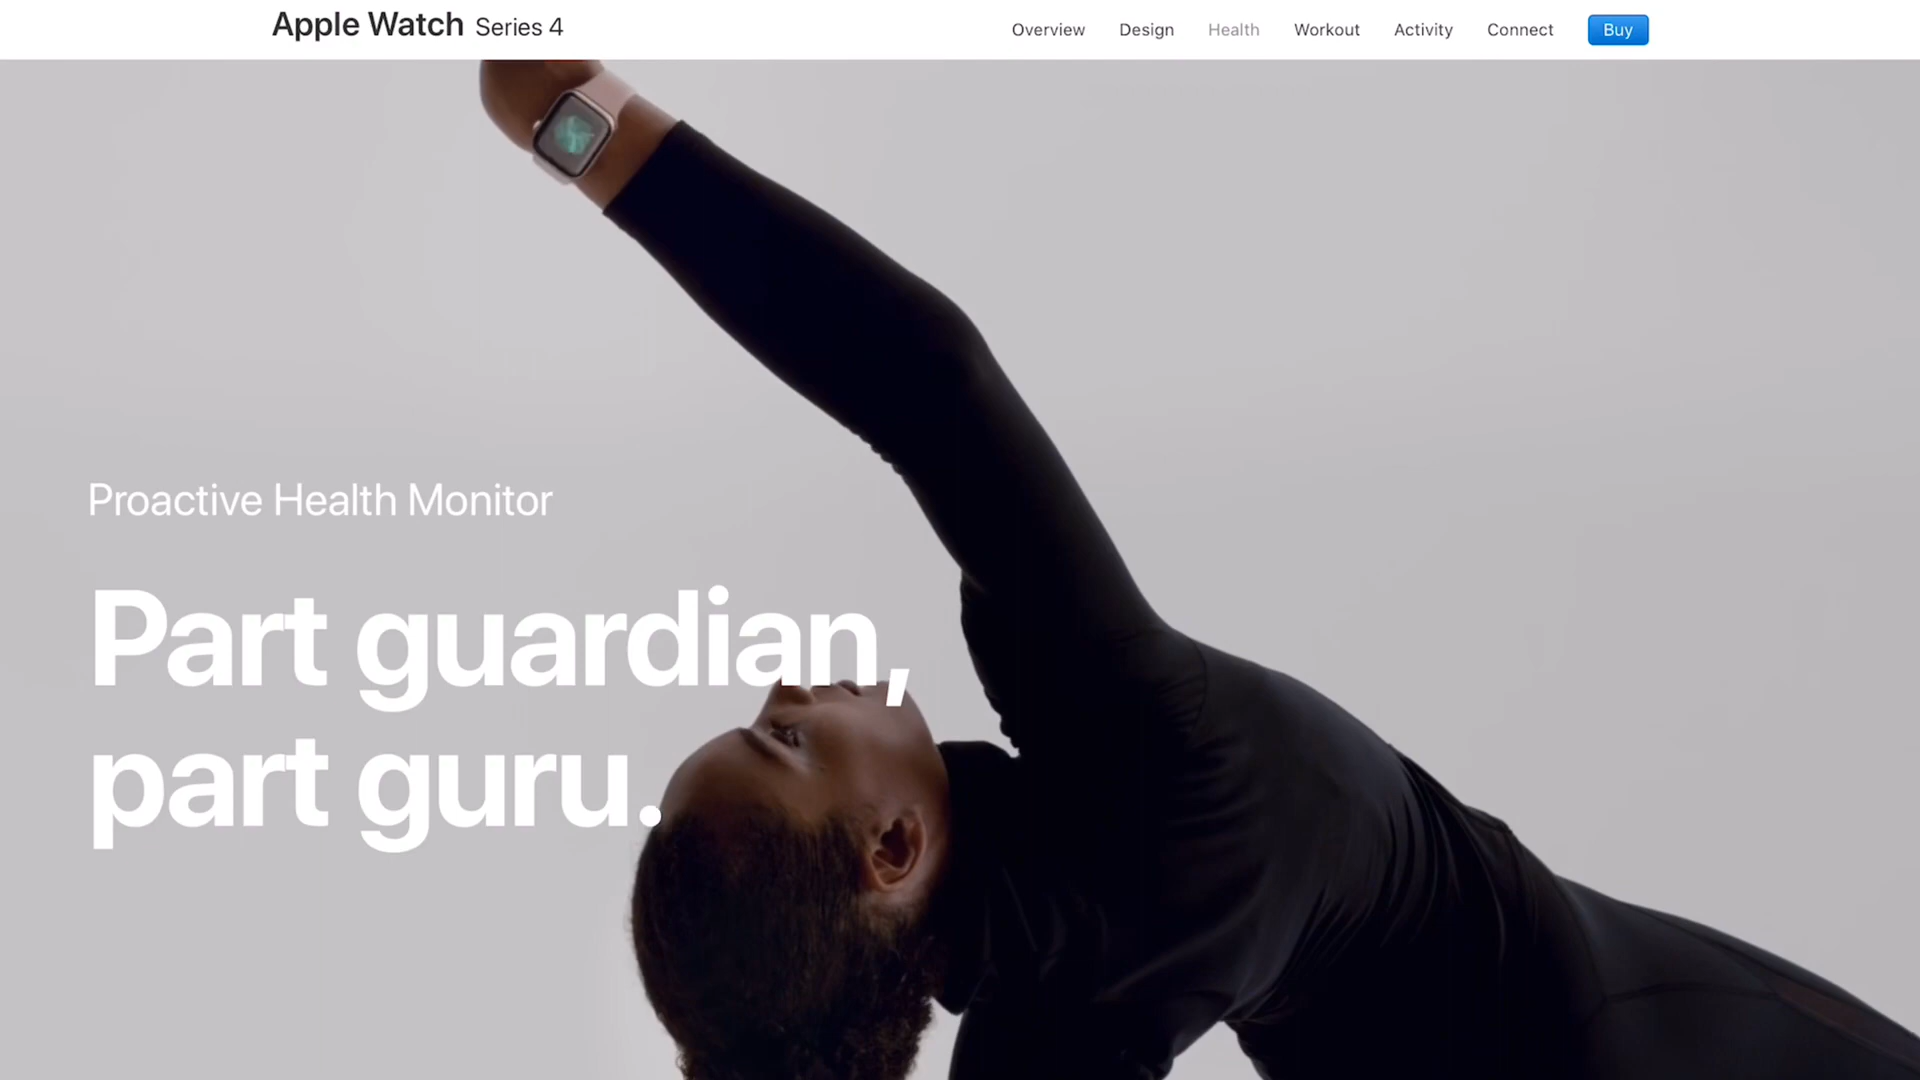 Apple Watch Series 4
Overview Design Health Workout Activity Connect Buy
Proactive Health Monitor
Part guardian,
part guru.